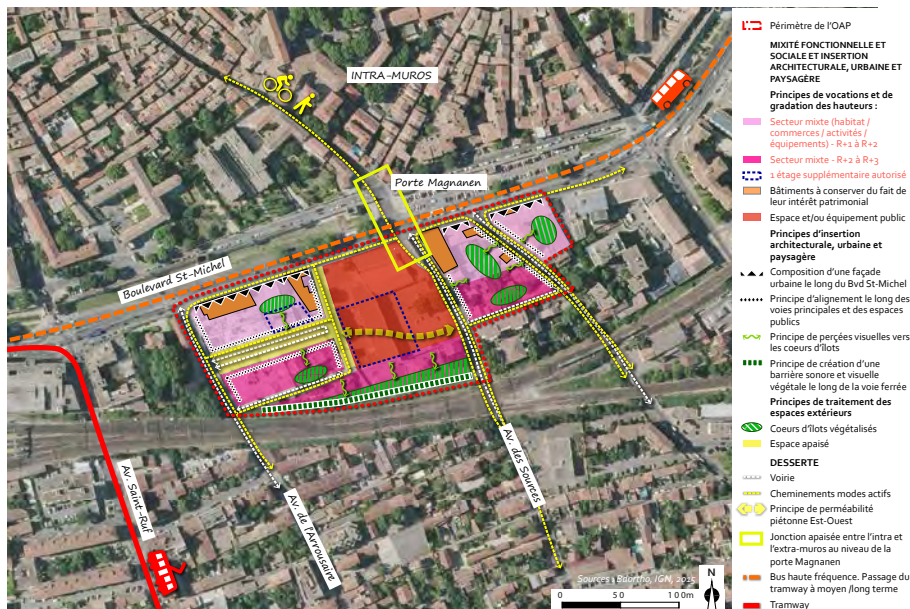 INTRA-MUROS
Porte Magnanen
Boulevard St-Michel
Av. Saint-Ruf
Av. de l'Arrousaire
Av. des Sources
Sources : Bdortho, IGN, 2015
N
0 50 100m
Périmètre de l'OAP
MIXITÉ FONCTIONNELLE ET
SOCIALE ET INSERTION
ARCHITECTURALE, URBAINE ET
PAYSAGÈRE
Principes de vocations et de
gradation des hauteurs :
Secteur mixte (habitat /
commerces / activités /
équipements) - R+1 à R+2
Secteur mixte - R+2 à R+3
1 étage supplémentaire autorisé
Bâtiments à conserver du fait de
leur intérêt patrimonial
Espace et/ou équipement public
Principes d'insertion
architecturale, urbaine et
paysagère
Composition d'une façade
urbaine le long du Bvd St-Michel
Principe d'alignement le long des
voies principales et des espaces
publics
Principe de perçées visuelles vers
les coeurs d'îlots
Principe de création d'une
barrière sonore et visuelle
végétale le long de la voie ferrée
Principes de traitement des
espaces extérieurs
Coeurs d'îlots végétalisés
Espace apaisé
DESSERTE
Voirie
Cheminements modes actifs
Principe de perméabilité
piétonne Est-Ouest
Jonction apaisée entre l'intra et
l'extra-muros au niveau de la
porte Magnanen
Bus haute fréquence. Passage du
tramway à moyen /long terme
Tramway